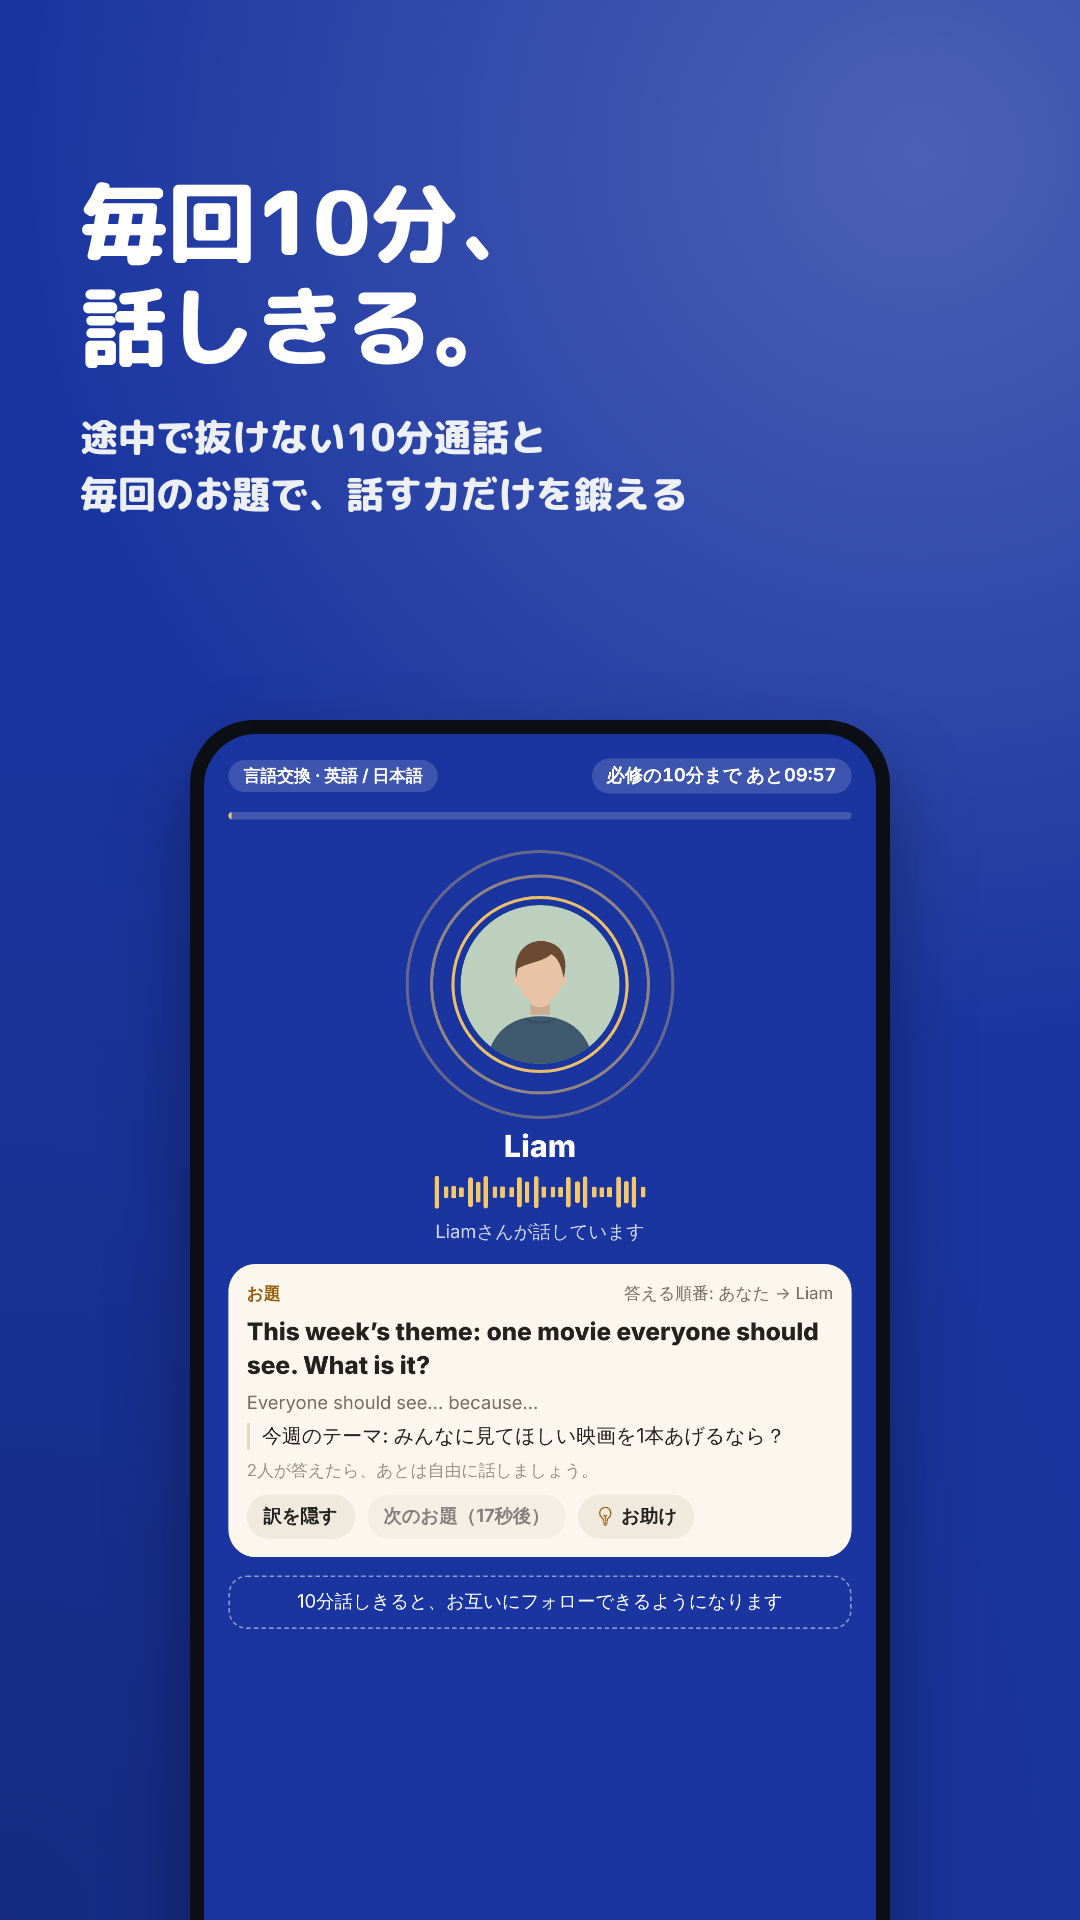 毎回10分、
話しきる。
途中で抜けない10分通話と
毎回のお題で、話す力だけを鍛える
言語交換 · 英語 / 日本語
必修の10分まで あと09:57
Liam
Liamさんが話しています
お題
答える順番: あなた → Liam
This week’s theme: one movie everyone should
see. What is it?
Everyone should see... because...
今週のテーマ: みんなに見てほしい映画を1本あげるなら？
2人が答えたら、あとは自由に話しましょう。
訳を隠す
次のお題（17秒後）
お助け
10分話しきると、お互いにフォローできるようになります